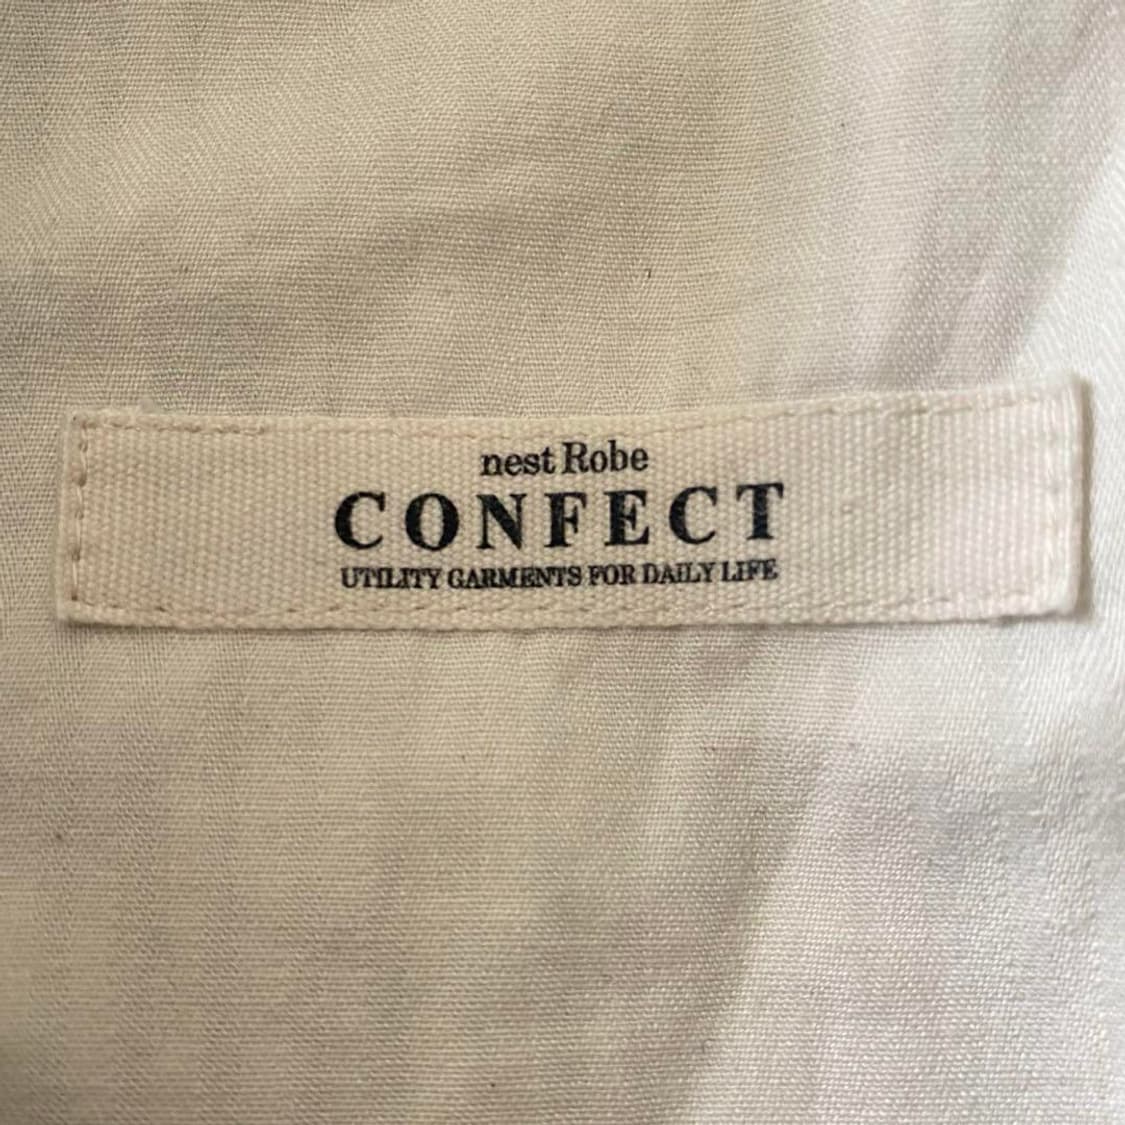 nest Robe
CONFECT
UTILITY GARMENTS FOR DAILY LIFE